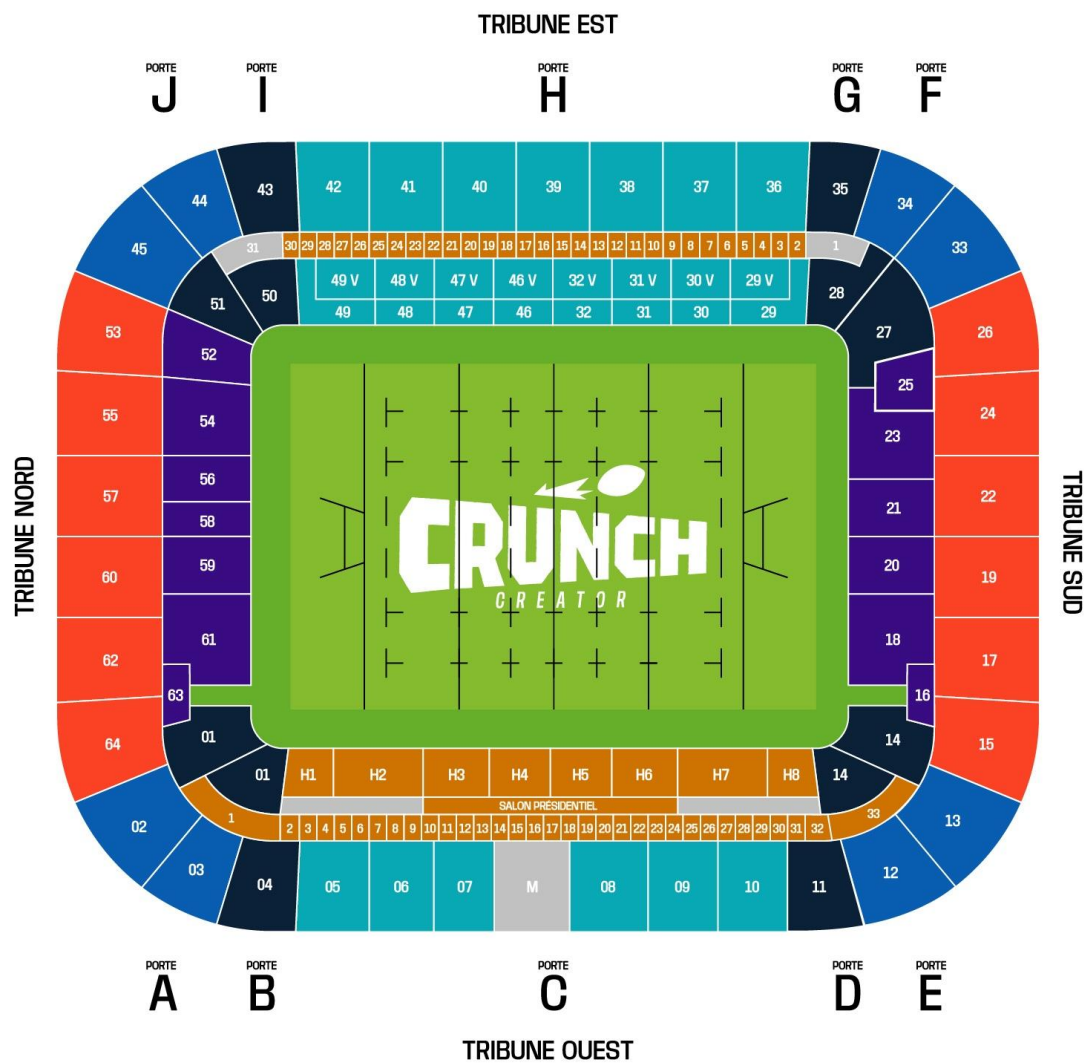 TRIBUNE EST
PORTE PORTE PORTE PORTE PORTE
J I H G F
43 42 41 40 39 38 37 36 35
44 34
45 33
31 30 29 28 27 26 25 24 23 22 21 20 19 18 17 16 15 14 13 12 11 10 9 8 7 6 5 4 3 2 1
51 50 49 V 48 V 47 V 46 V 32 V 31 V 30 V 29 V 28
49 48 47 46 32 31 30 29
53 52 27 26
25
55 54 23 24
TRIBUNE NORD
57 56 21 22
58
CRUNCH
CREATOR
TRIBUNE SUD
60 59 20 19
62 61 18 17
63 16
64 01 14 15
01 H1 H2 H3 H4 H5 H6 H7 H8 14
SALON PRÉSIDENTIEL
1 2 3 4 5 6 7 8 9 10 11 12 13 14 15 16 17 18 19 20 21 22 23 24 25 26 27 28 29 30 31 32 33
02 13
03 12
04 05 06 07 M 08 09 10 11
PORTE PORTE PORTE PORTE PORTE
A B C D E
TRIBUNE OUEST